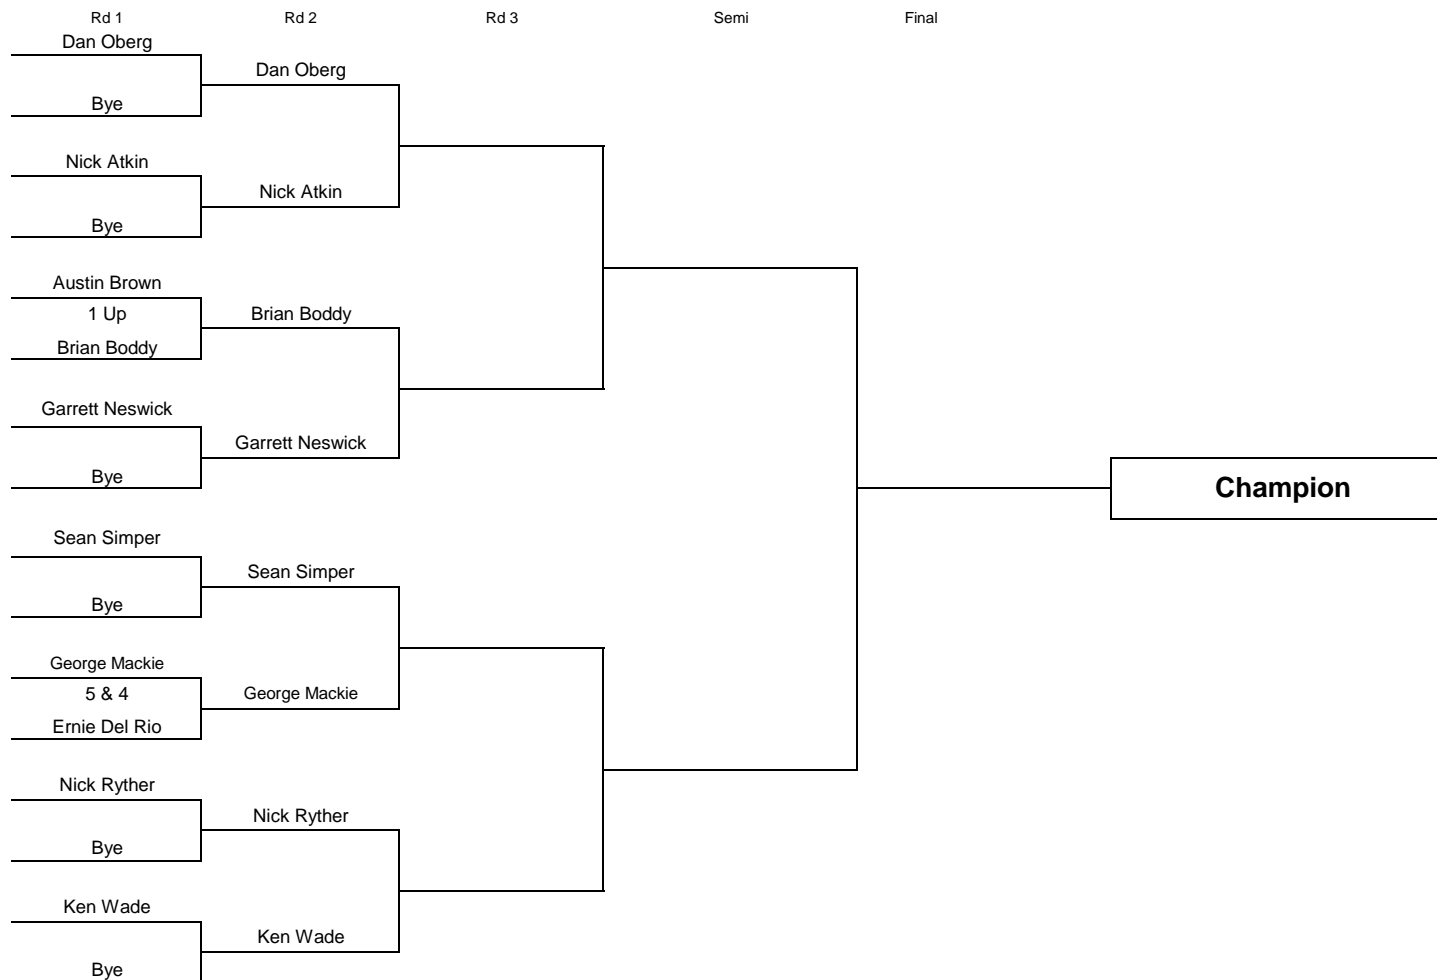 Rd 1 Rd 2 Rd 3 Semi Final
Dan Oberg
Dan Oberg
Bye
Nick Atkin
Nick Atkin
Bye
Austin Brown
1 Up
Brian Boddy
Brian Boddy
Garrett Neswick
Garrett Neswick
Bye
Champion
Sean Simper
Sean Simper
Bye
George Mackie
5 & 4
George Mackie
Ernie Del Rio
Nick Ryther
Nick Ryther
Bye
Ken Wade
Ken Wade
Bye